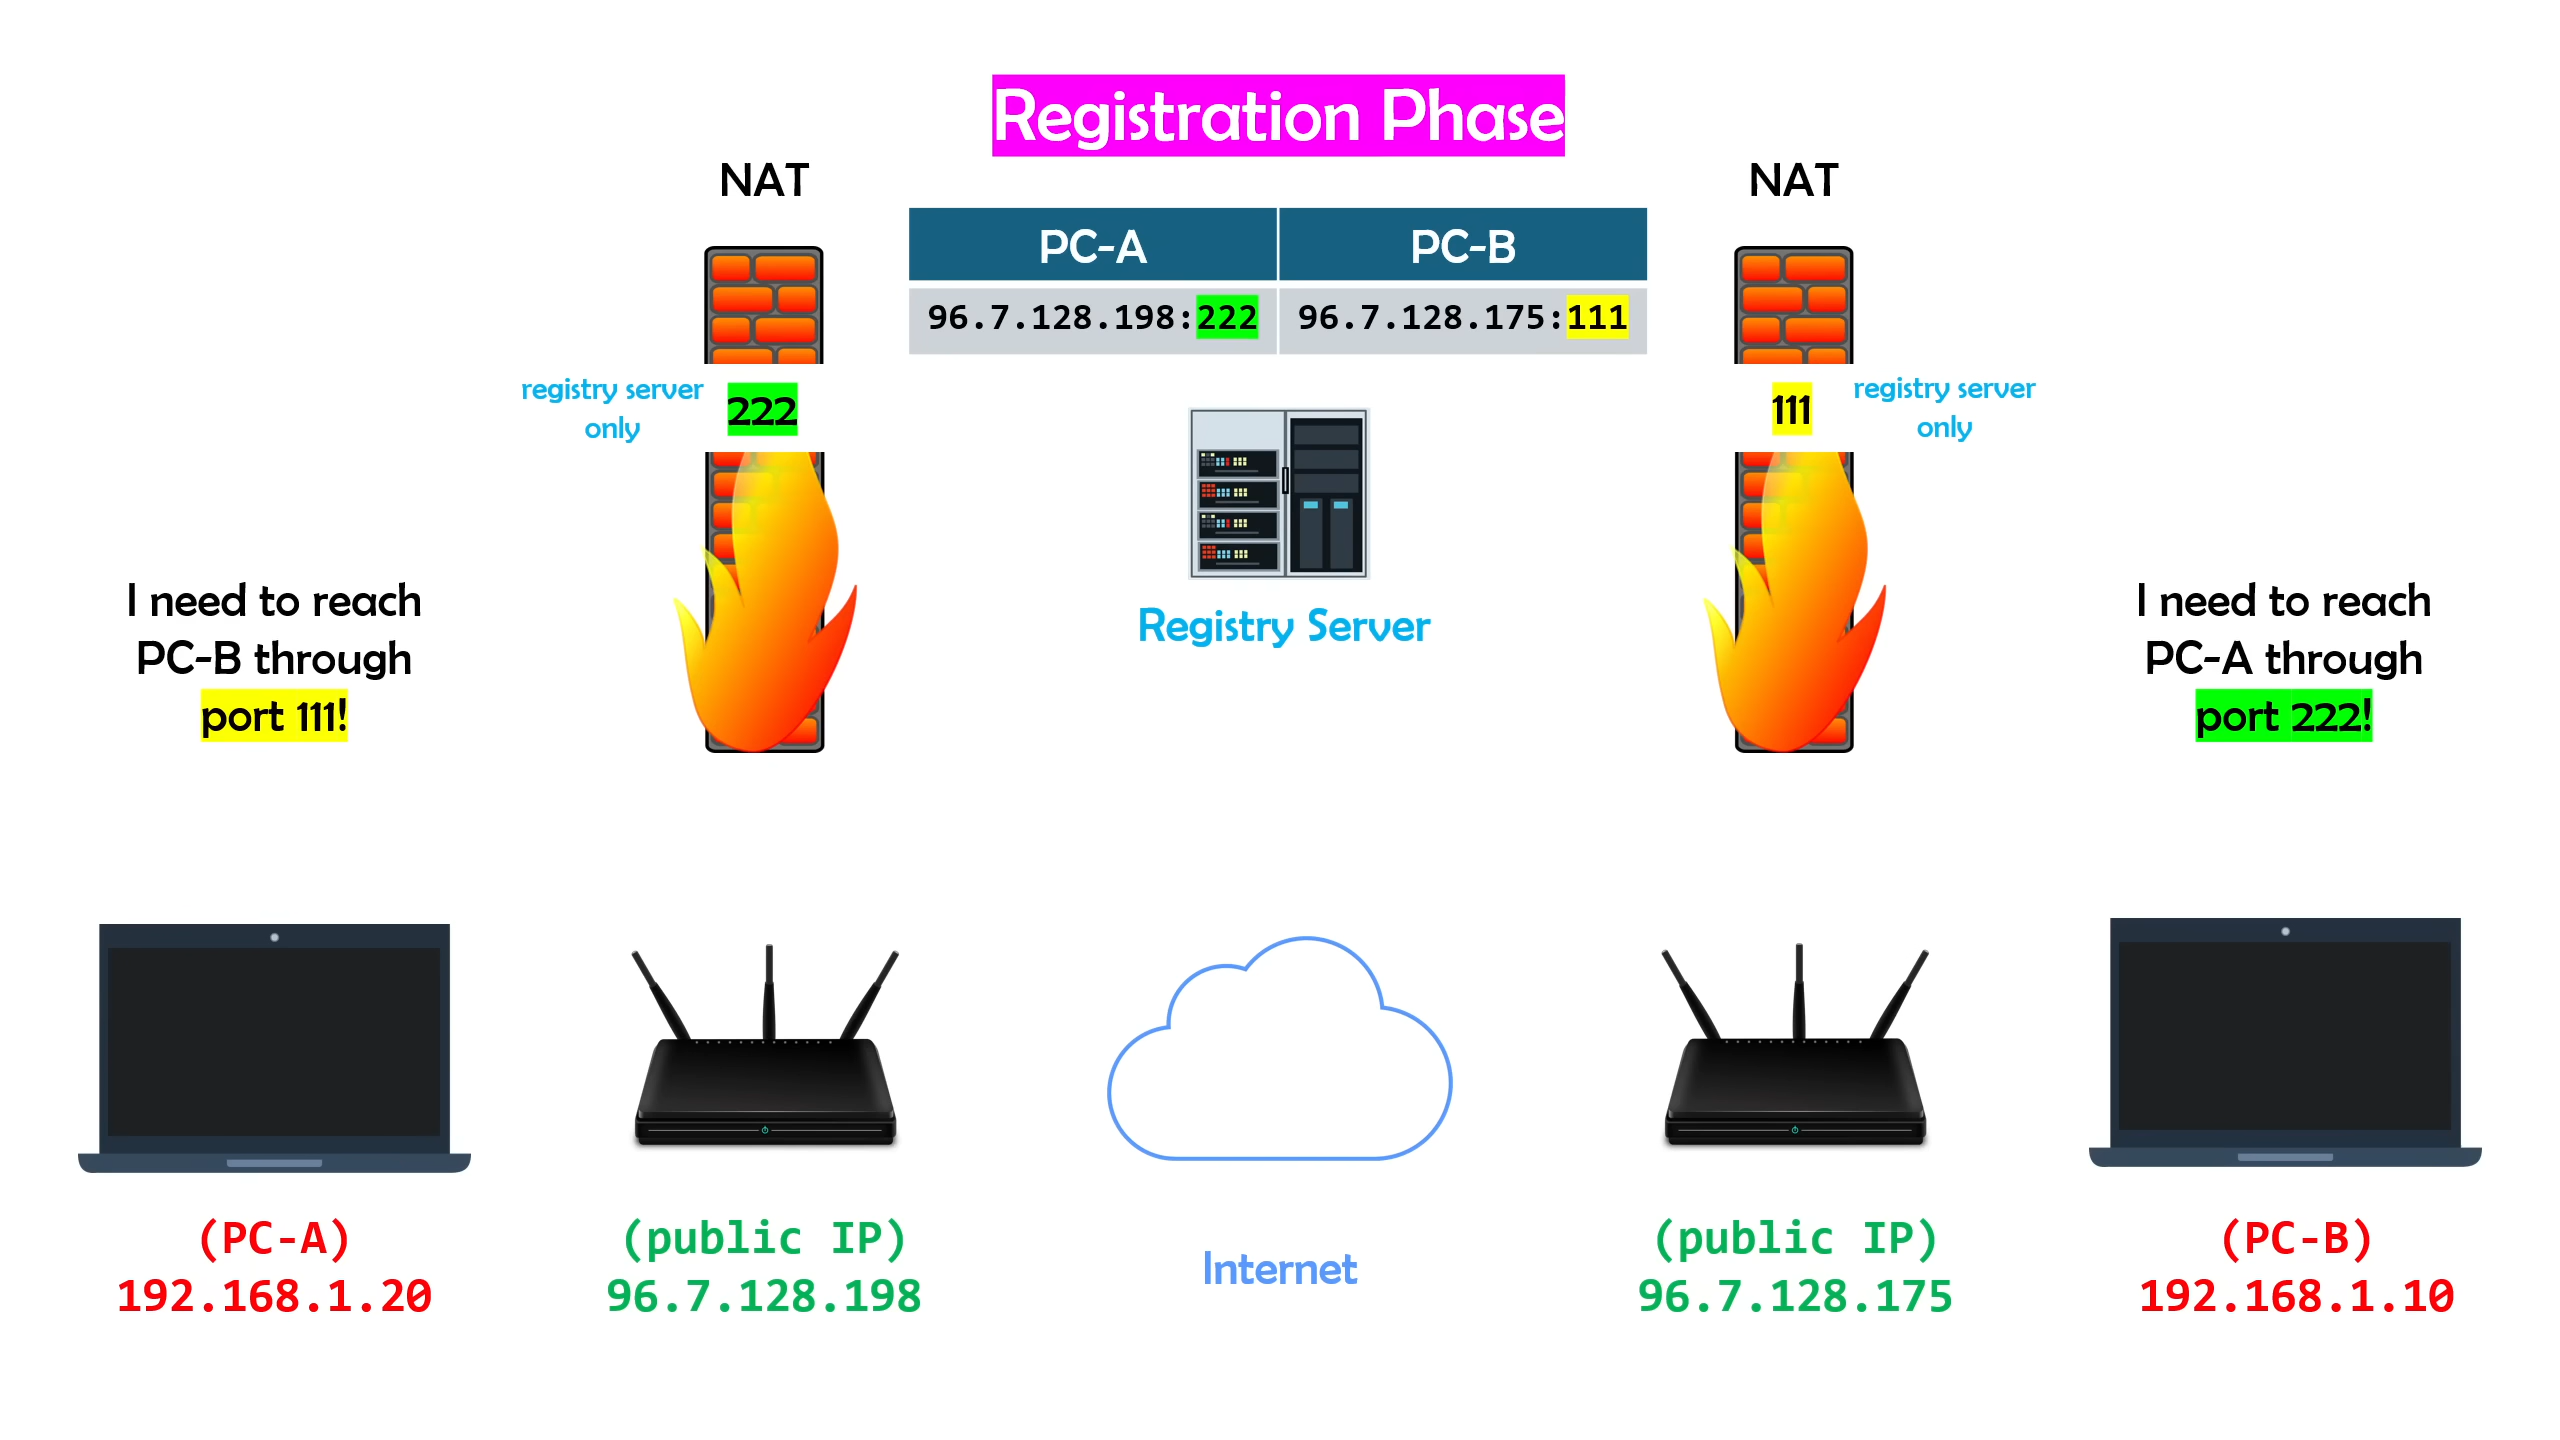 Registration Phase
NAT
NAT
PC-A
PC-B
96.7.128.198:222
96.7.128.175:111
registry server
only
222
111
registry server
only
Registry Server
I need to reach
PC-B through
port 111!
I need to reach
PC-A through
port 222!
(PC-A)
192.168.1.20
(public IP)
96.7.128.198
Internet
(public IP)
96.7.128.175
(PC-B)
192.168.1.10